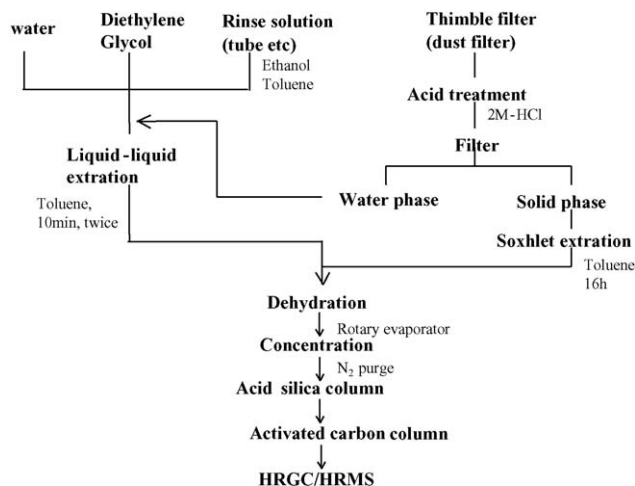 water
Diethylene
Glycol
Rinse solution
(tube etc)
Ethanol
Toluene
Thimble filter
(dust filter)
Acid treatment
2M-HCl
Filter
Liquid-liquid
extration
Toluene,
10min, twice
Water phase
Solid phase
Soxhlet extration
Toluene
16h
Dehydration
Rotary evaporator
Concentration
N₂ purge
Acid silica column
Activated carbon column
HRGC/HRMS